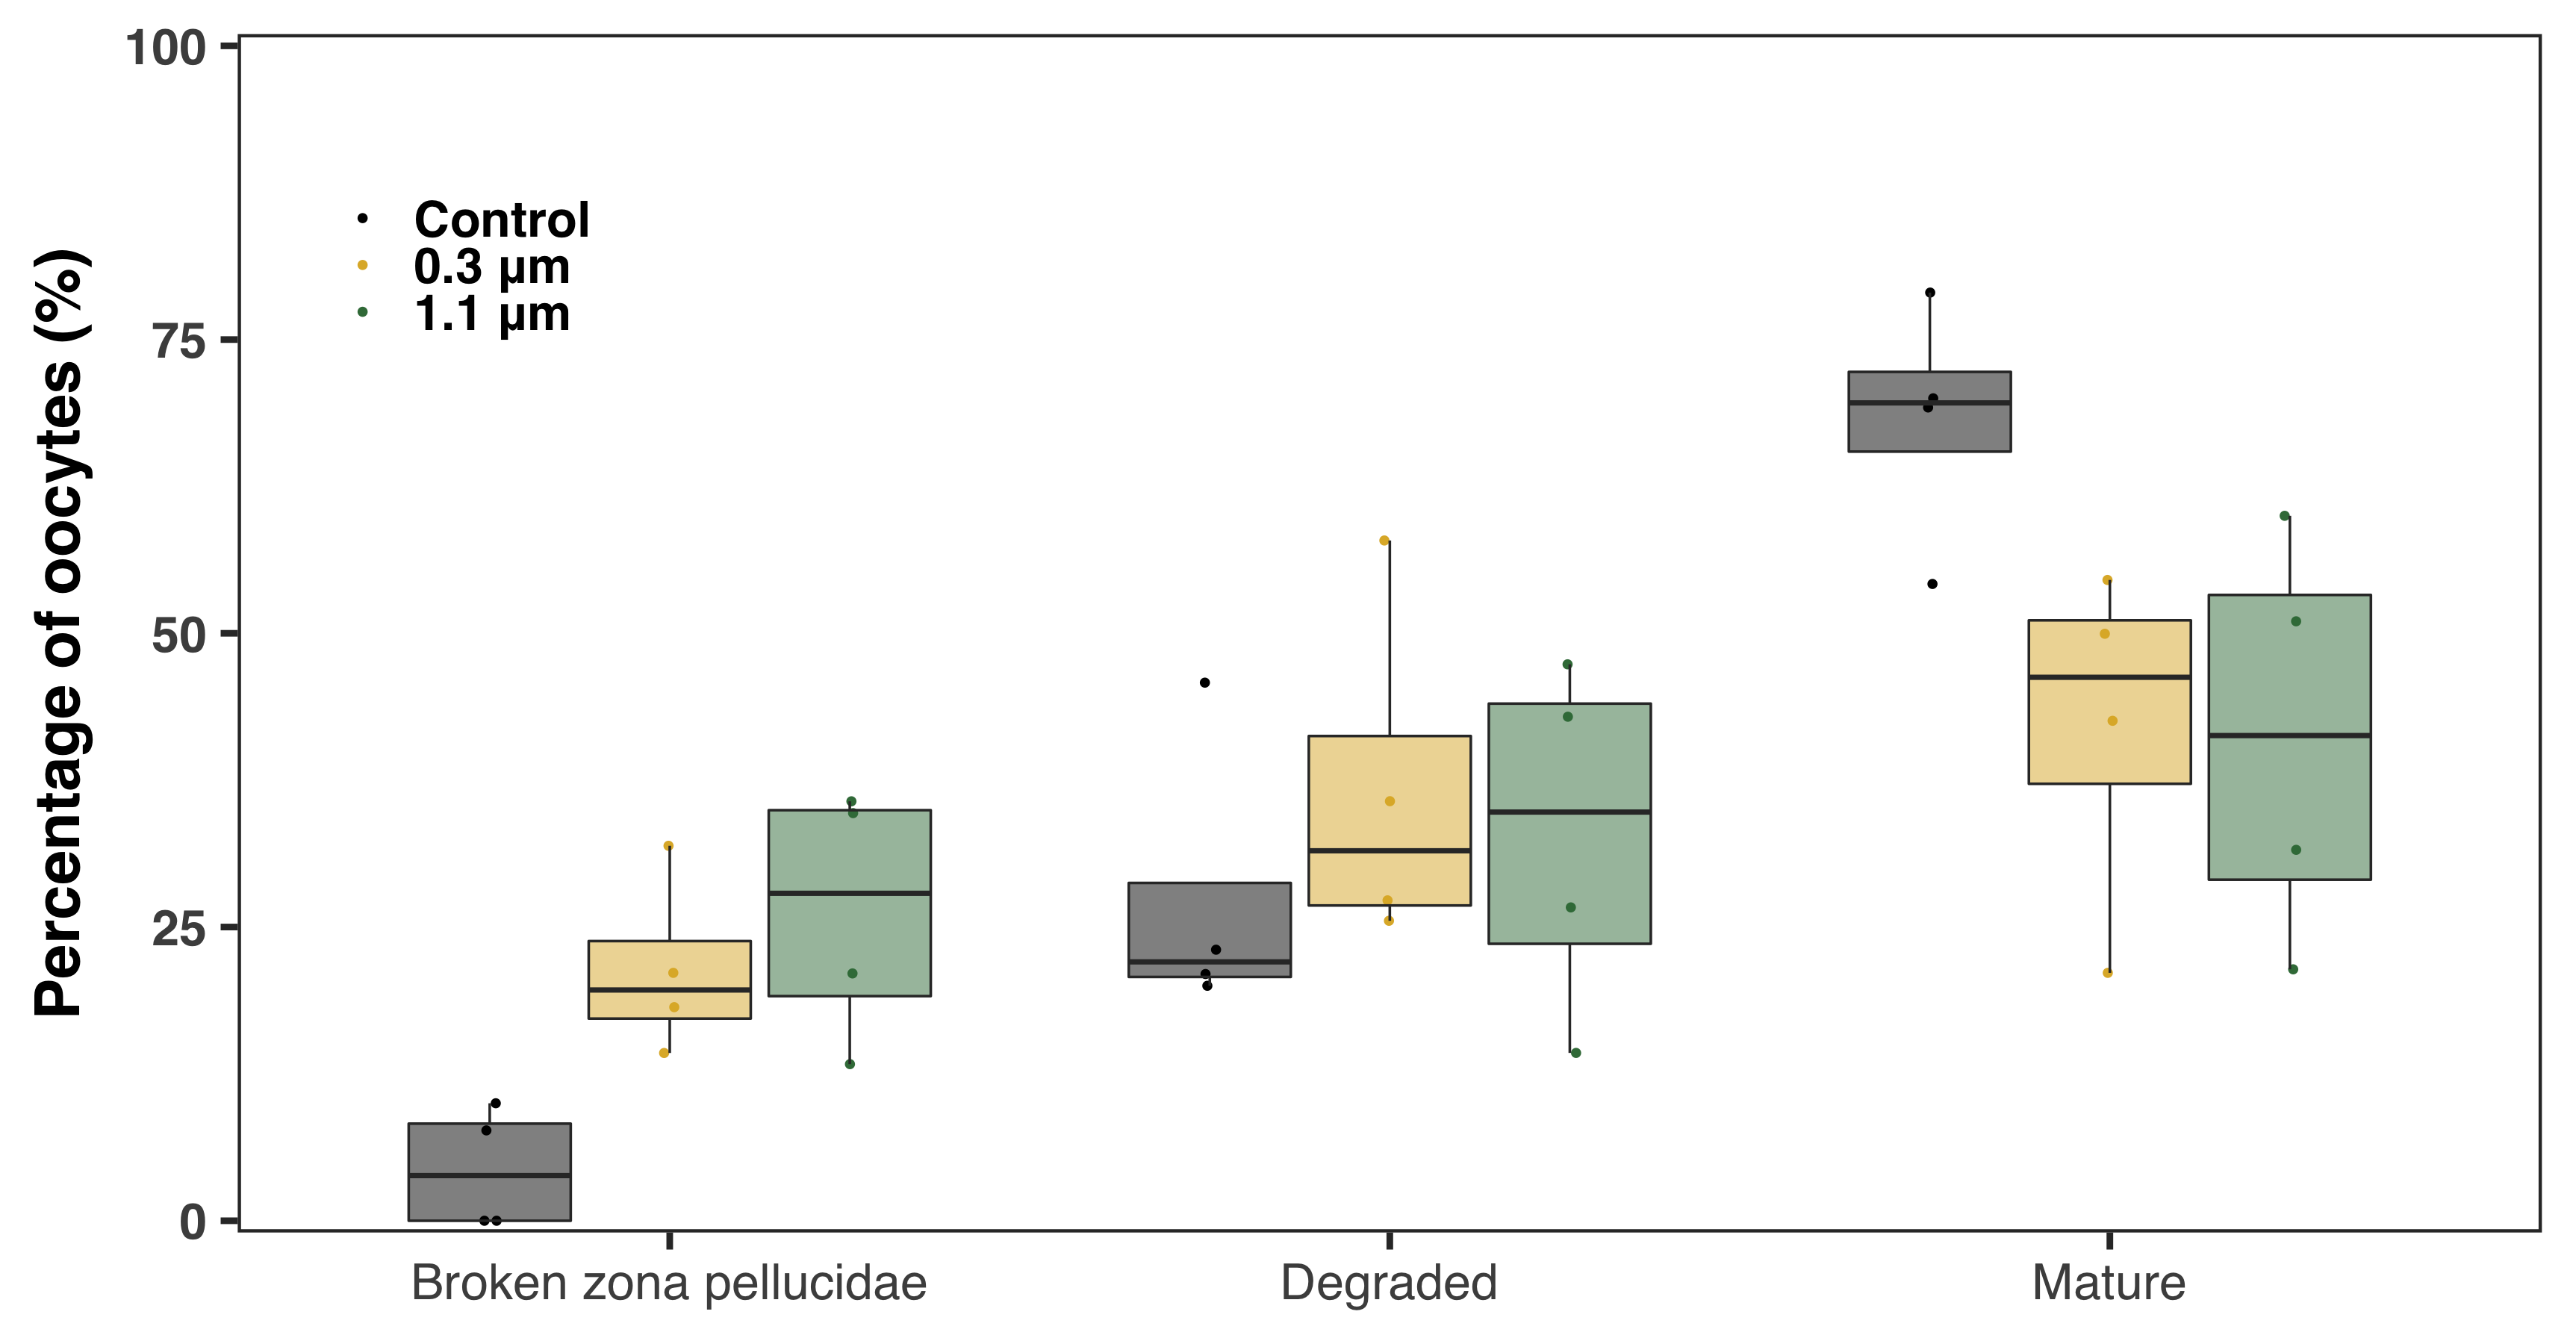 Percentage of oocytes (%)
100
75
50
25
0
Control
0.3 µm
1.1 µm
Broken zona pellucidae
Degraded
Mature